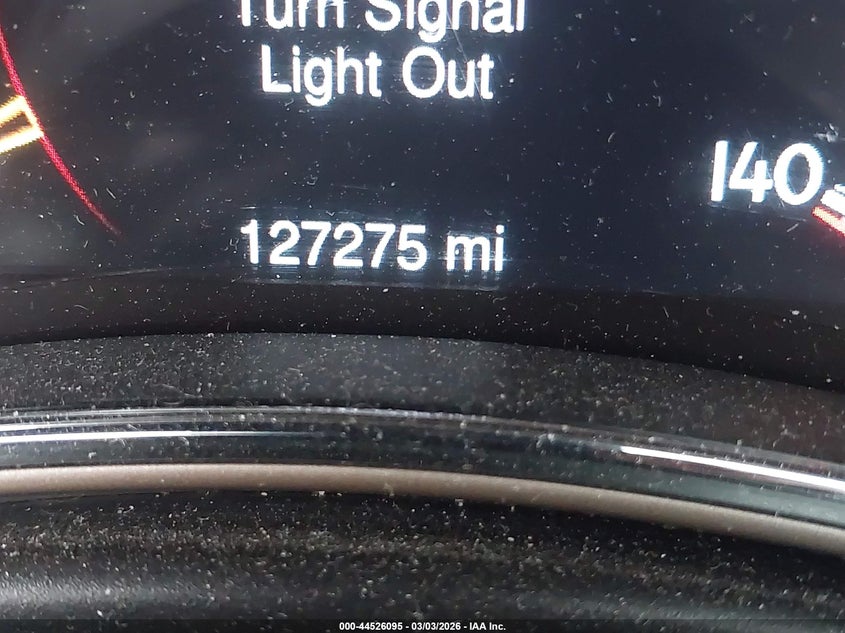 Turn Signal
Light Out
140
127275 mi
000-44526095 - 03/03/2026 - IAA Inc.